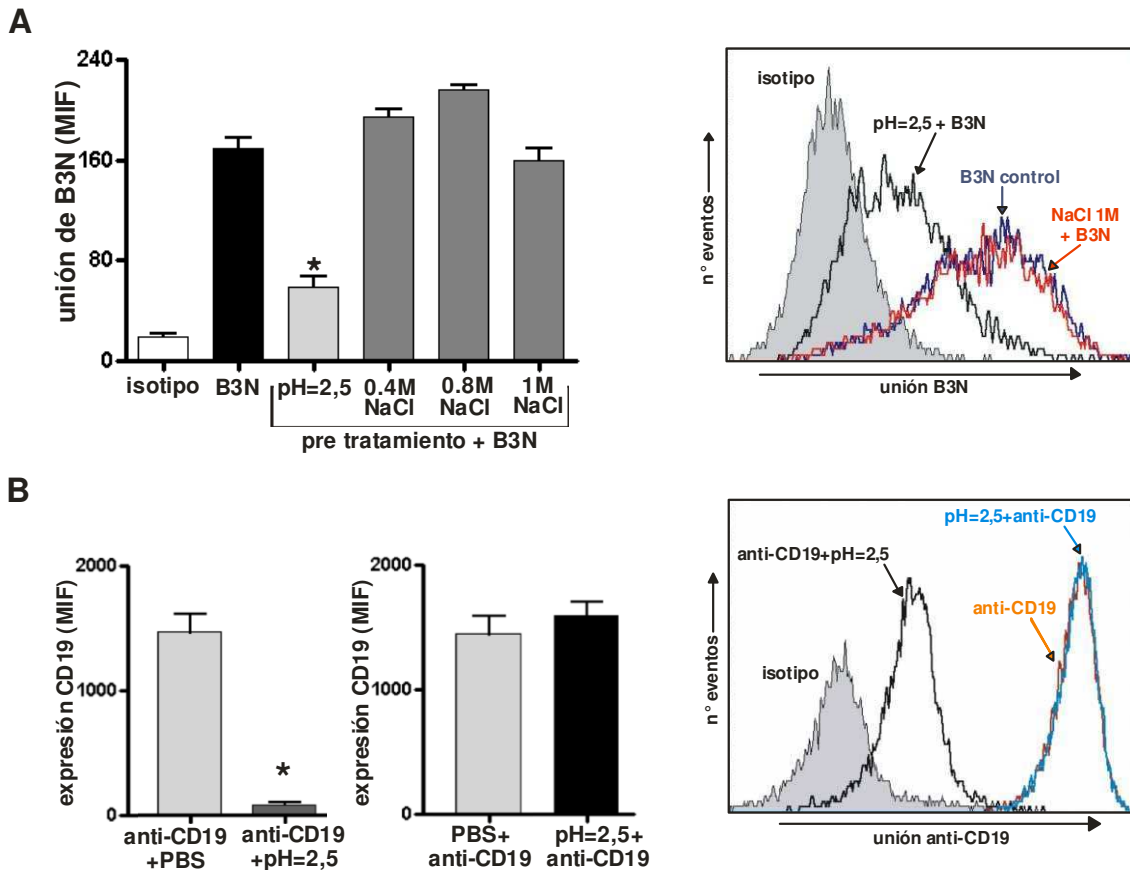 A
unión de B3N (MIF)
240
160
80
0
*
isotipo
B3N
pH=2,5
0.4M
NaCl
0.8M
NaCl
1M
NaCl
pre tratamiento + B3N
n° eventos
isotipo
pH=2,5 + B3N
B3N control
NaCl 1M
+ B3N
unión B3N
B
expresión CD19 (MIF)
2000
1000
0
*
anti-CD19
+PBS
anti-CD19
+pH=2,5
expresión CD19 (MIF)
2000
1000
0
PBS+
anti-CD19
pH=2,5+
anti-CD19
n° eventos
pH=2,5+anti-CD19
anti-CD19+pH=2,5
anti-CD19
isotipo
unión anti-CD19